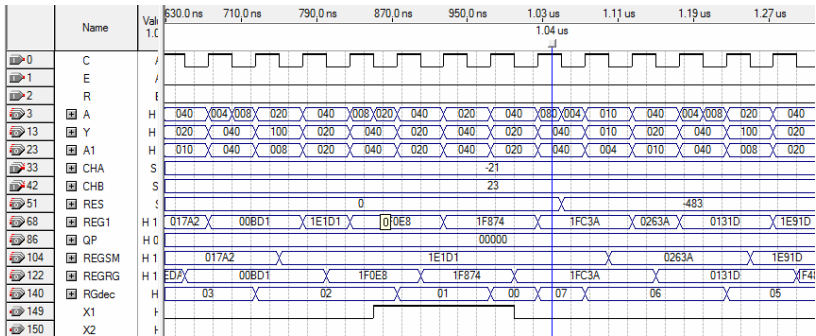 Name Valu 1.0 630.0 ns 710.0 ns 790.0 ns 870.0 ns 950.0 ns 1.03 us 1.11 us 1.19 us 1.27 us
1.04 us
0 C
1 E
2 R
3 A H 040 004 008 020 040 008 020 040 020 040 080 004 010 040 004 008 020 040
13 Y H 020 040 100 020 040 020 040 020 040 010 020 040 100 020
23 A1 H 010 040 008 020 040 020 040 020 040 004 010 040 008 020
33 CHA S -21
42 CHB S 23
51 RES S 0 -483
68 REG1 H 1 017A2 00BD1 1E1D1 0F0E8 1F874 1FC3A 0263A 0131D 1E91D
86 QP H 0 00000
104 REGSM H 1 017A2 1E1D1 0263A 1E91D
122 REGRG H 1 EDA 00BD1 1F0E8 1F874 1FC3A 0131D 1F48
140 RGdec H 03 02 01 00 07 06 05
149 X1 H
150 X2 H